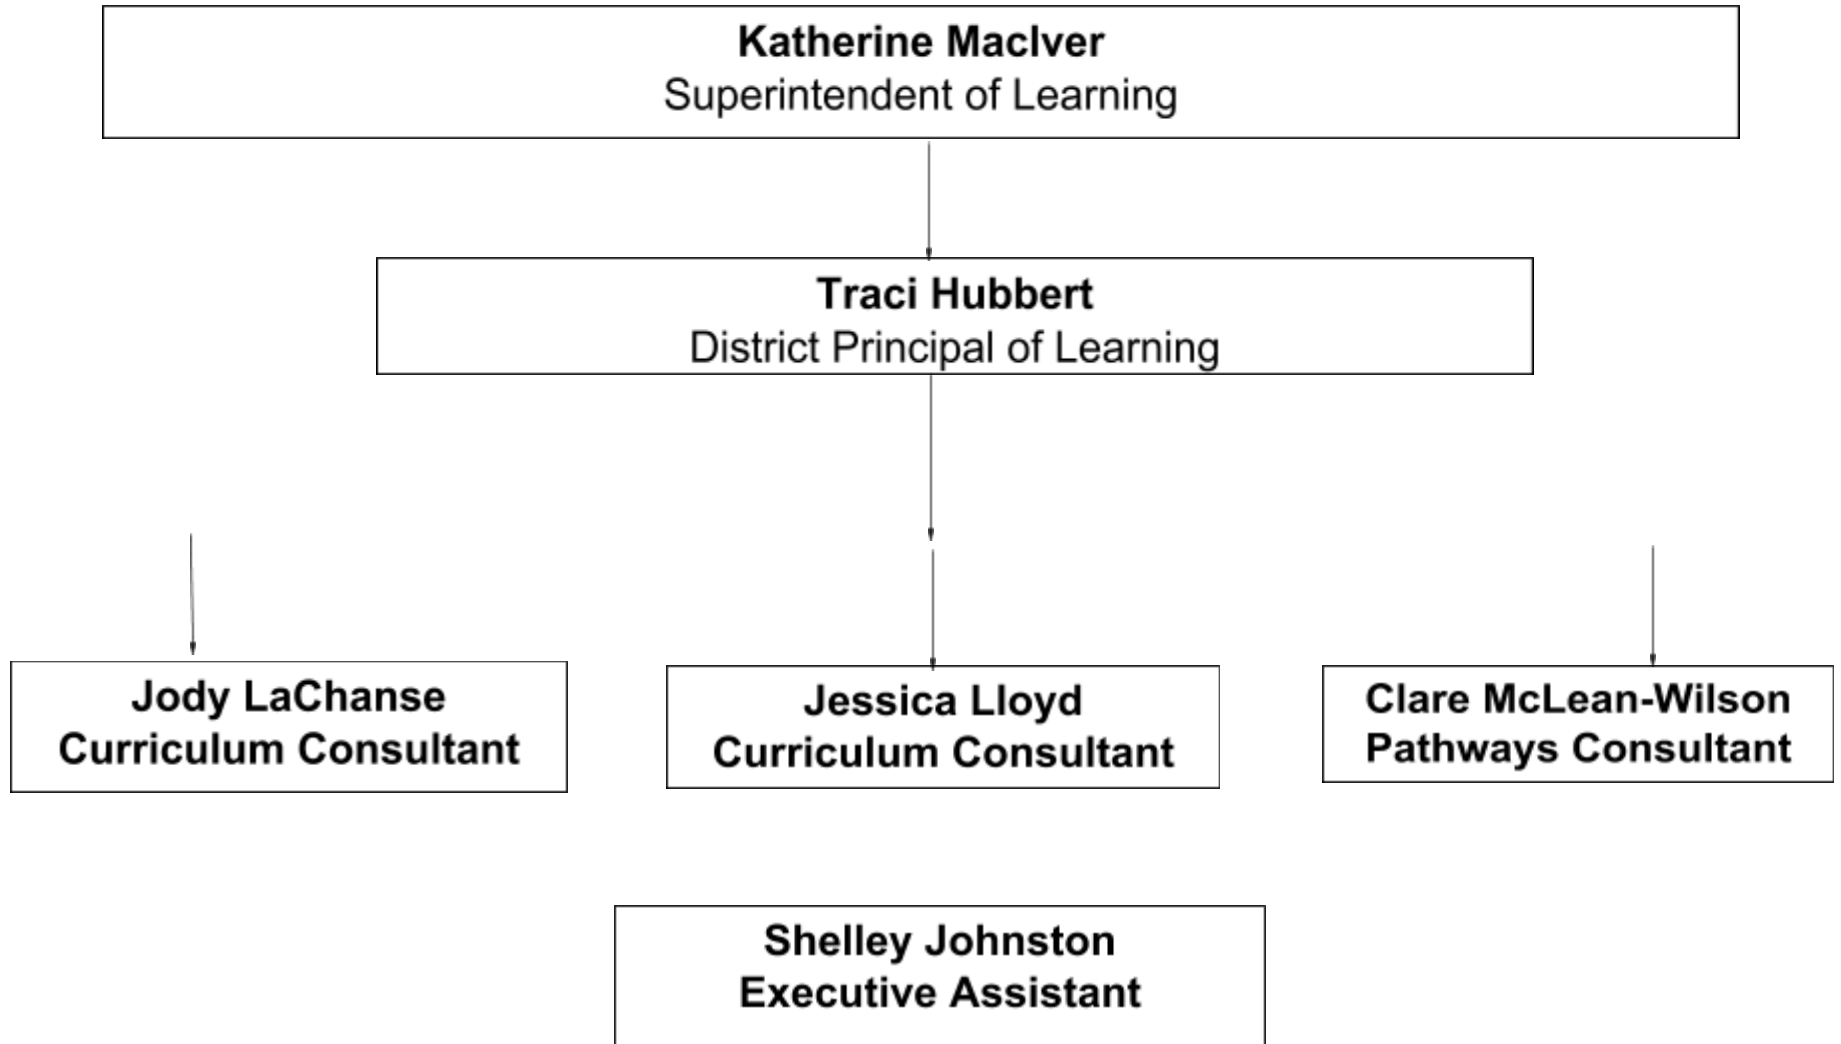 Katherine MacIver
Superintendent of Learning
Traci Hubbert
District Principal of Learning
Jody LaChanse
Curriculum Consultant
Jessica Lloyd
Curriculum Consultant
Clare McLean-Wilson
Pathways Consultant
Shelley Johnston
Executive Assistant